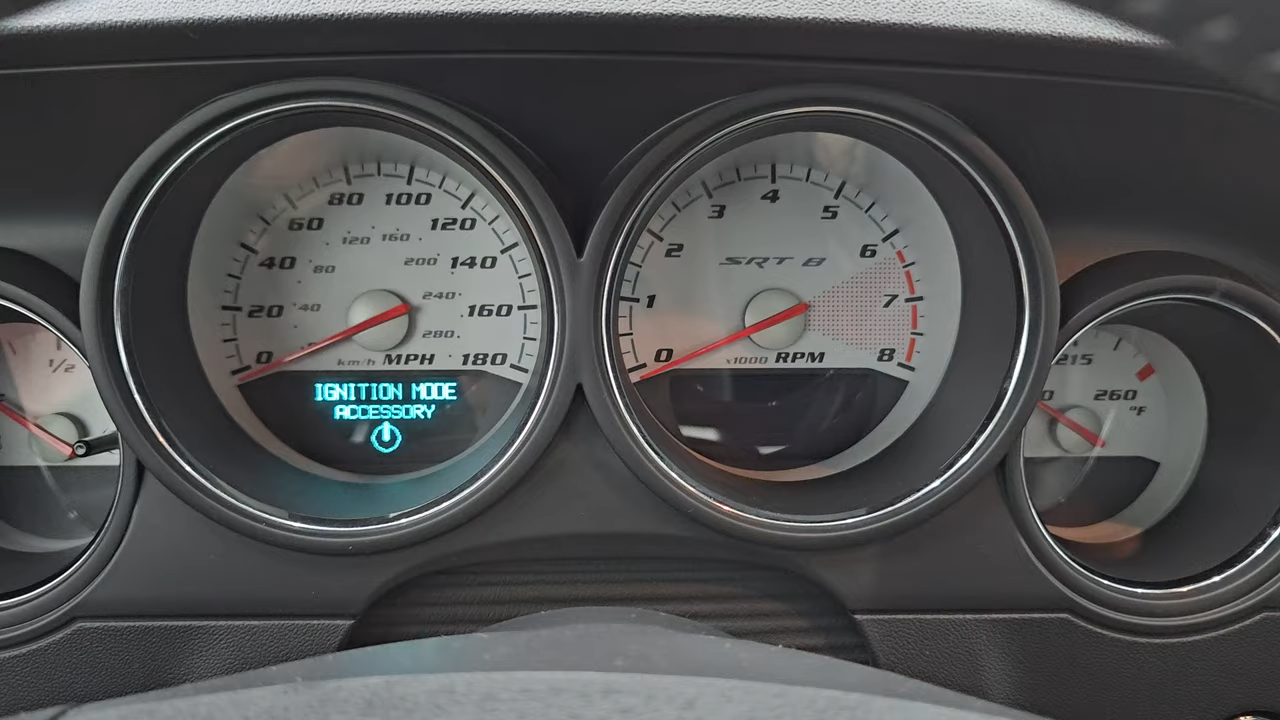 1/2
0 20 40 60 80 100 120 140 160 180
40 80 120 160 200 240 280
km/h MPH
IGNITION MODE
ACCESSORY
0 1 2 3 4 5 6 7 8
SRT 8
x1000 RPM
215
260
°F